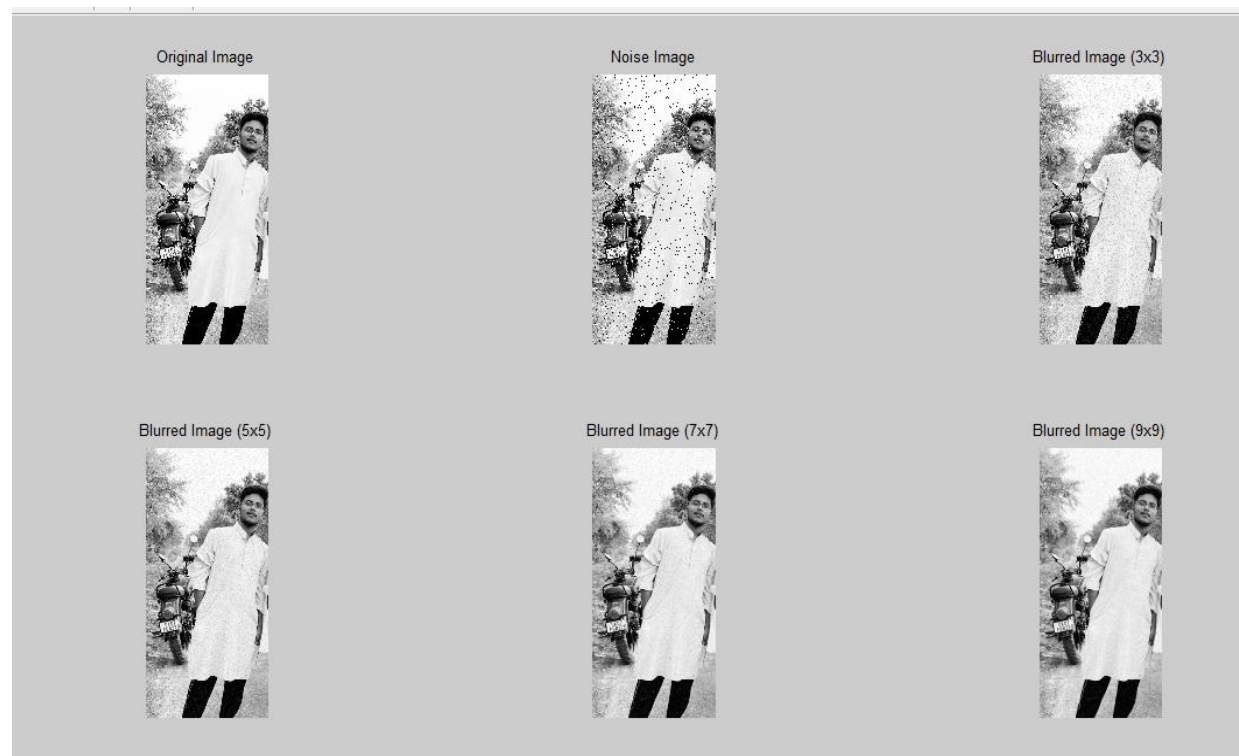 Original Image
Noise Image
Blurred Image (3x3)
Blurred Image (5x5)
Blurred Image (7x7)
Blurred Image (9x9)